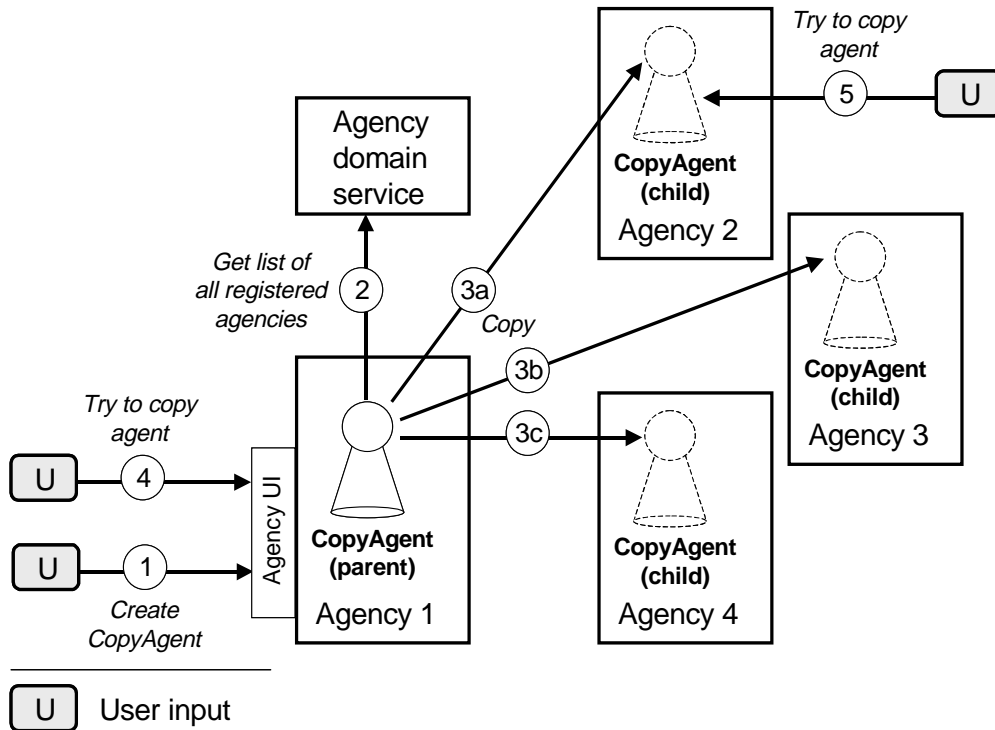 Try to copy
agent
5
U
CopyAgent
(child)
Agency 2
Agency
domain
service
Get list of
all registered
agencies
2
3a
Copy
3b
3c
CopyAgent
(child)
Agency 3
Try to copy
agent
U
4
Agency UI
U
1
Create
CopyAgent
CopyAgent
(parent)
Agency 1
CopyAgent
(child)
Agency 4
U User input